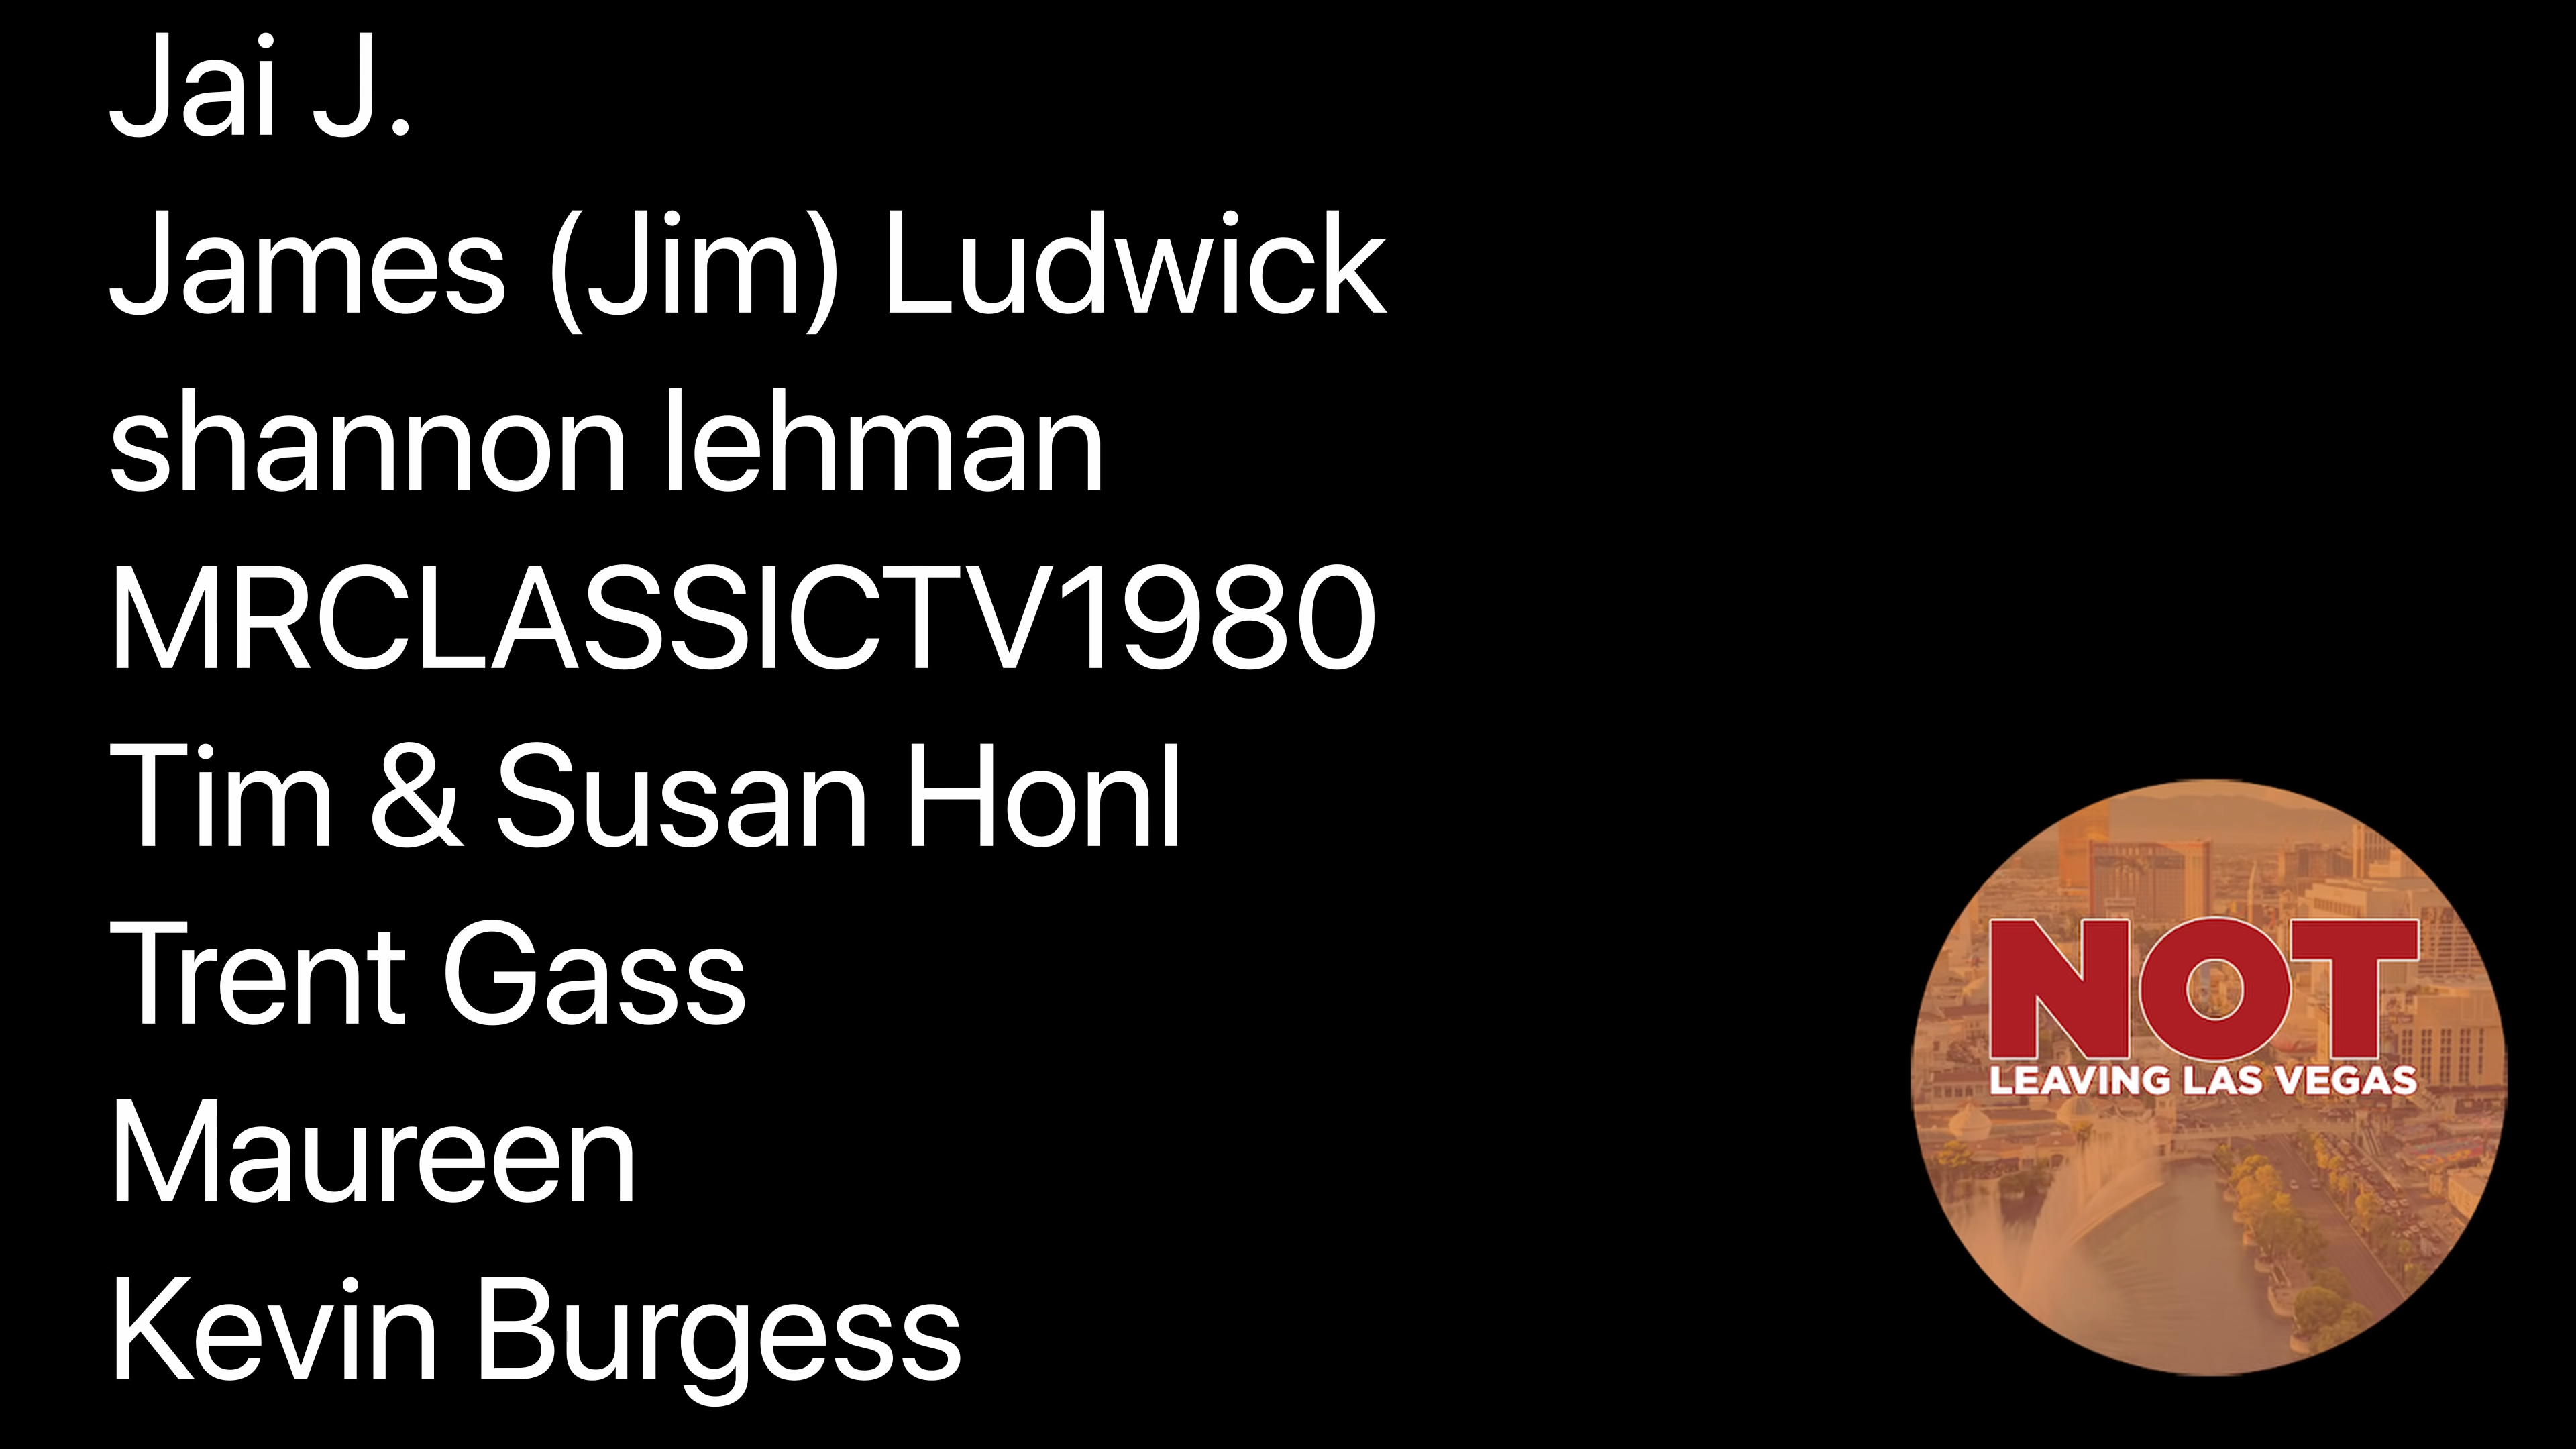 Jai J.
James (Jim) Ludwick
shannon lehman
MRCLASSICTV1980
Tim & Susan Honl
Trent Gass
Maureen
Kevin Burgess
NOT
LEAVING LAS VEGAS